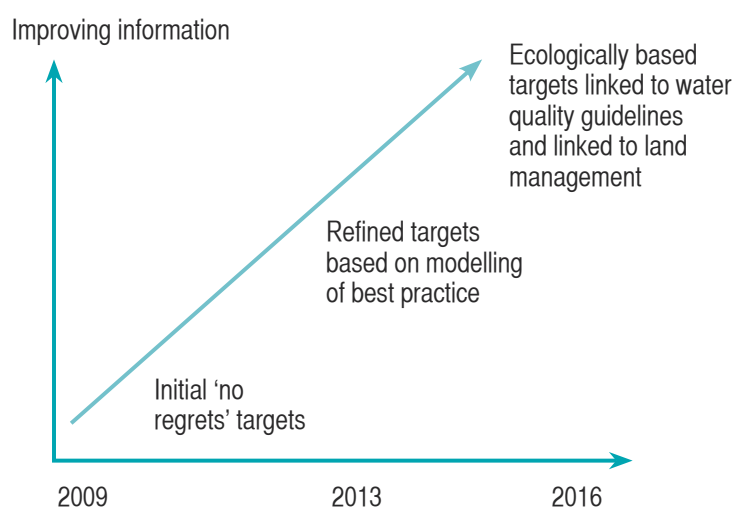 Improving information
Ecologically based
targets linked to water
quality guidelines
and linked to land
management
Refined targets
based on modelling
of best practice
Initial ‘no
regrets’ targets
2009
2013
2016